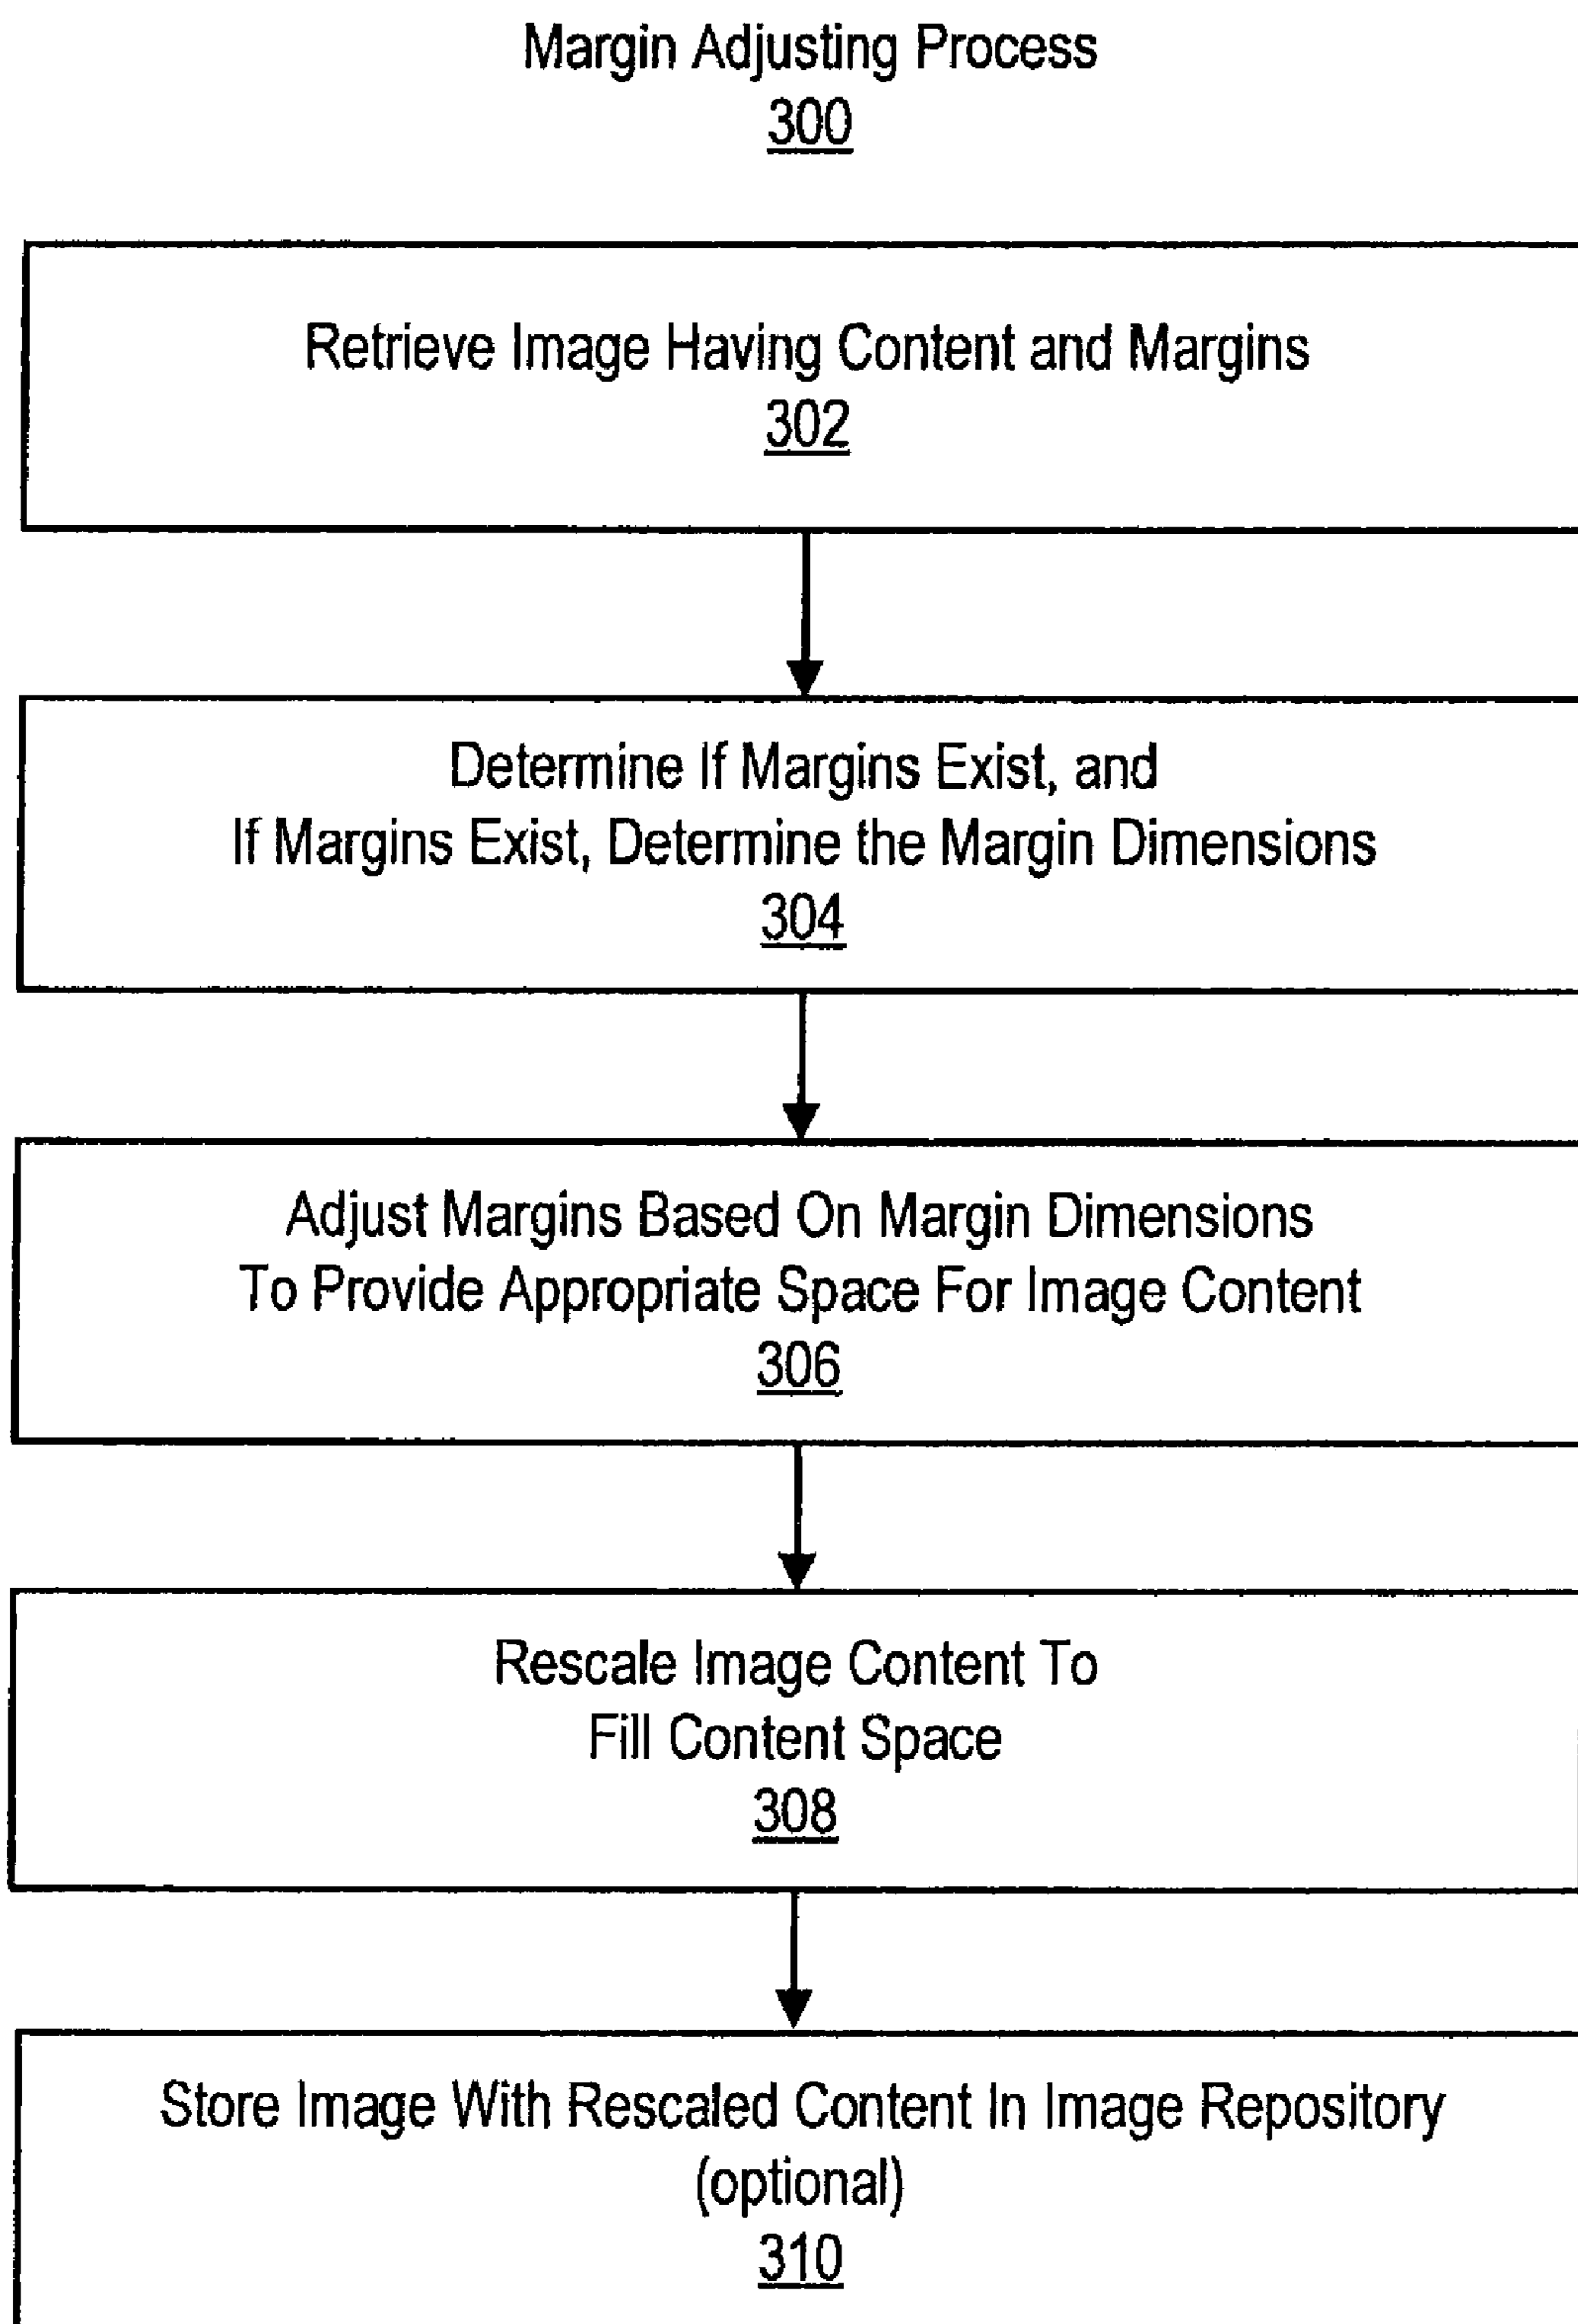 Margin Adjusting Process
300
Retrieve Image Having Content and Margins
302
Determine If Margins Exist, and
If Margins Exist, Determine the Margin Dimensions
304
Adjust Margins Based On Margin Dimensions
To Provide Appropriate Space For Image Content
306
Rescale Image Content To
Fill Content Space
308
Store Image With Rescaled Content In Image Repository
(optional)
310